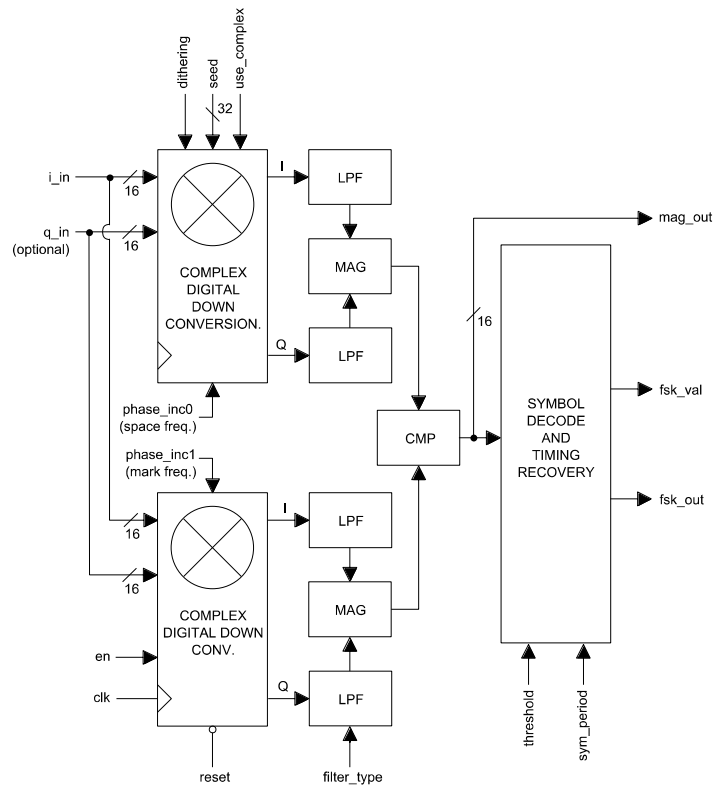 dithering
seed
use_complex
32
i_in
16
q_in
(optional)
16
COMPLEX
DIGITAL
DOWN
CONVERSION.
I
LPF
MAG
Q
LPF
mag_out
16
phase_inc0
(space freq.)
phase_inc1
(mark freq.)
CMP
SYMBOL
DECODE
AND
TIMING
RECOVERY
fsk_val
fsk_out
16
16
COMPLEX
DIGITAL DOWN
CONV.
I
LPF
MAG
Q
LPF
en
clk
reset
filter_type
threshold
sym_period